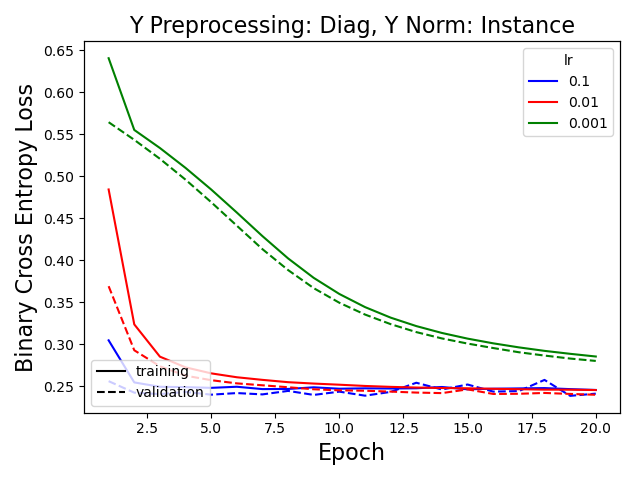 Y Preprocessing: Diag, Y Norm: Instance
Binary Cross Entropy Loss
0.65
0.60
0.55
0.50
0.45
0.40
0.35
0.30
0.25
lr
0.1
0.01
0.001
training
validation
2.5 5.0 7.5 10.0 12.5 15.0 17.5 20.0
Epoch